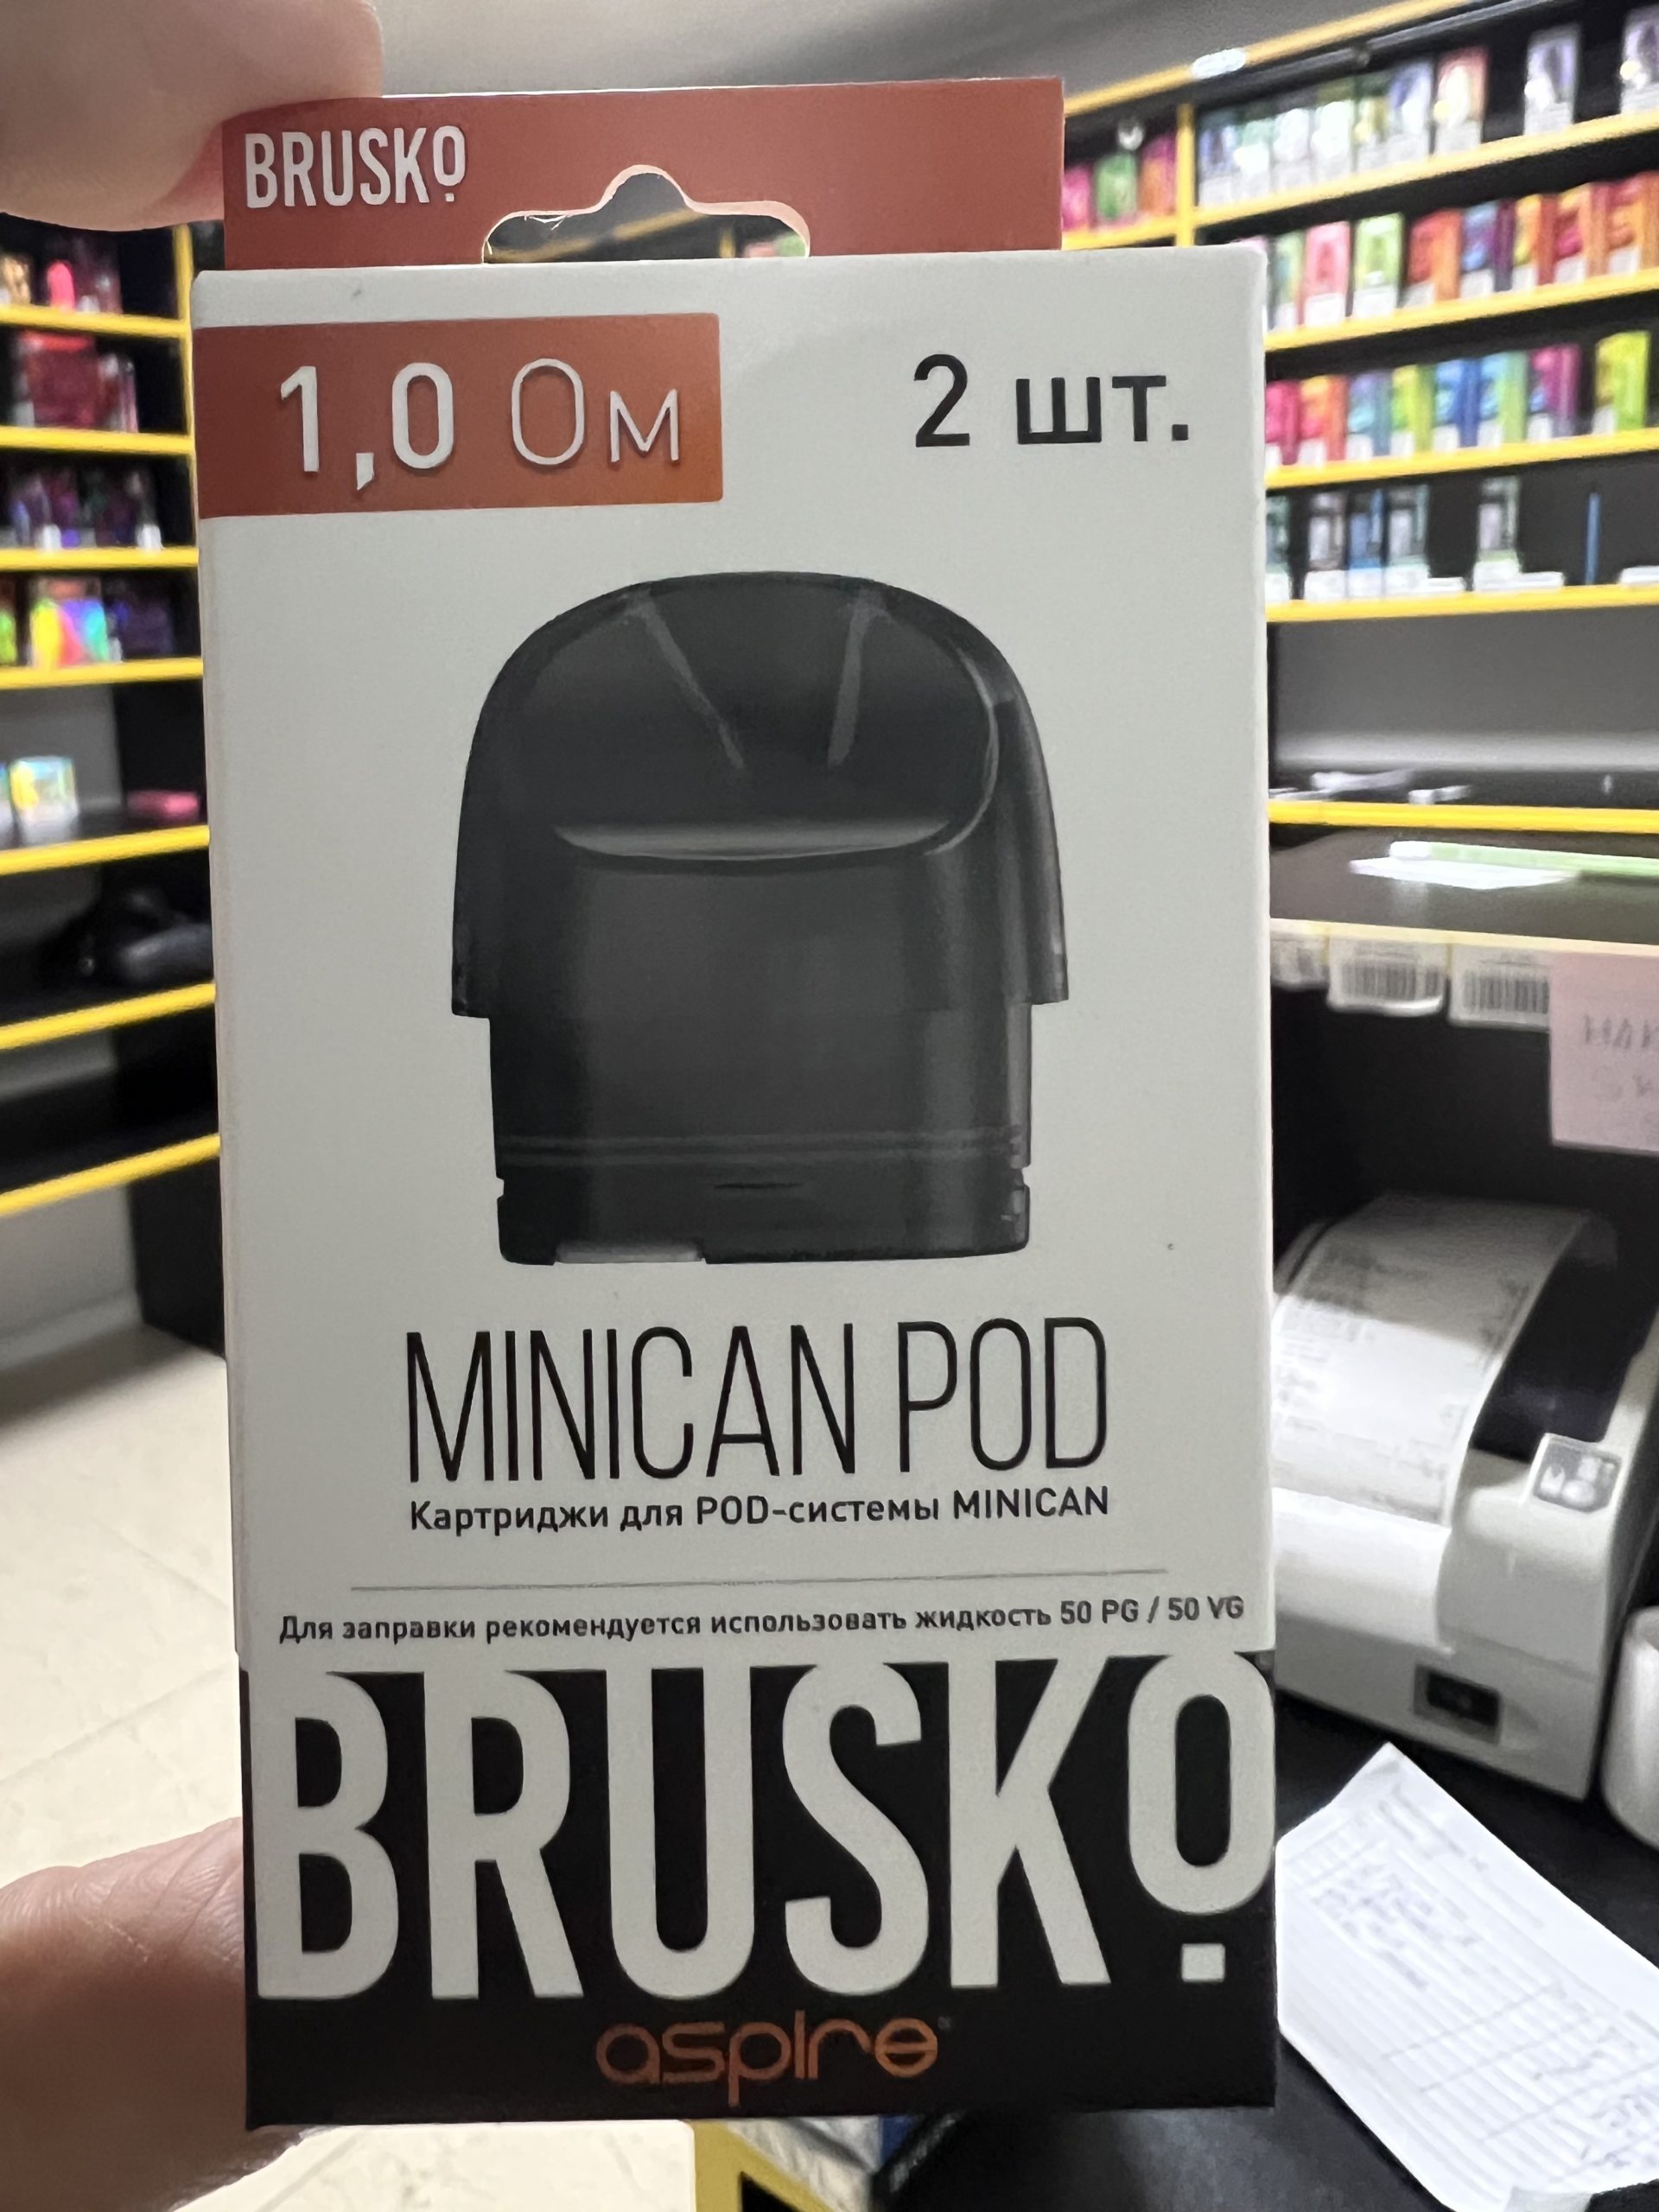 BRUSKO
1,0 Ом
2 шт.
MINICAN POD
Картриджи для POD-системы MINICAN
Для заправки рекомендуется использовать жидкость 50 PG / 50 VG
BRUSKO
aspire